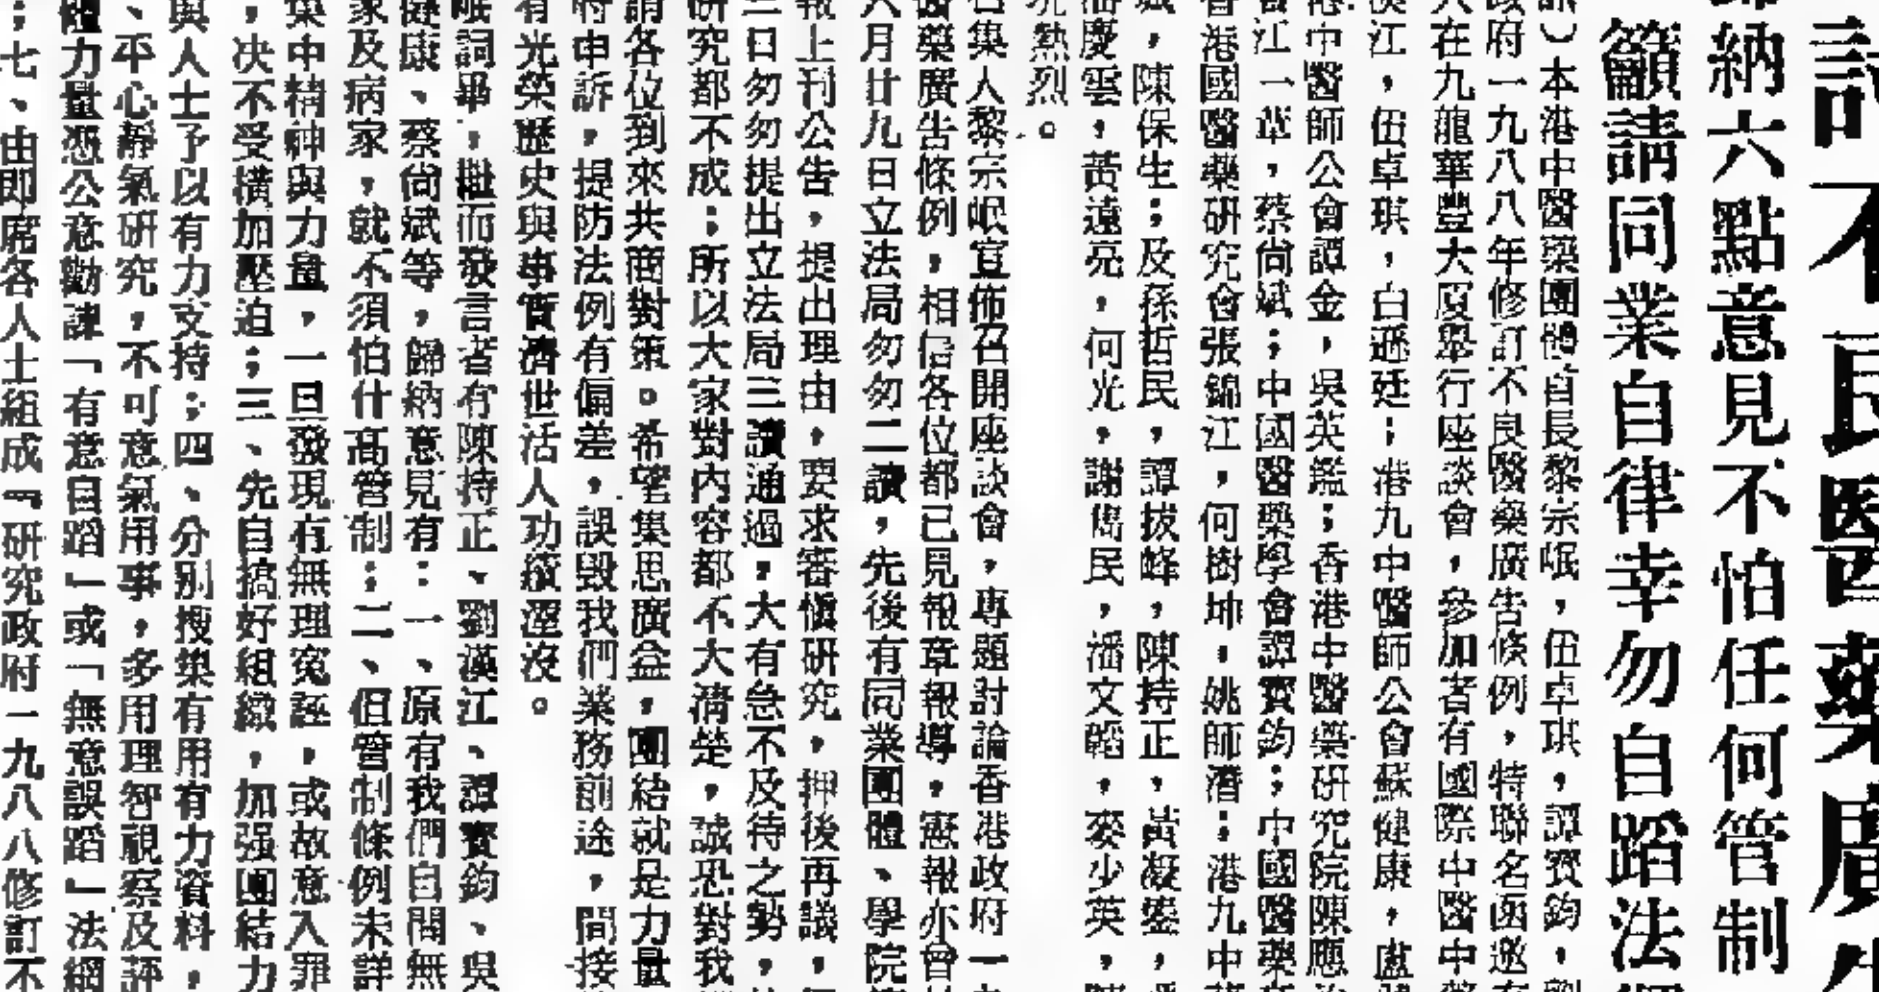 訂不良醫藥廣
納六點意見不怕任何管制
籲請同業自律幸勿自蹈法
︶本港中醫藥團體首長黎宗岷，伍卓琪，譚寶鈞，劉
政府一九八八年修訂不良醫藥廣告條例，特聯名函邀
在九龍華豐大廈舉行座談會，參加者有國際中醫中
漢江，伍卓琪，白遜廷；港九中醫師公會蘇健康，盧
港中醫師公會譚金，吳英鑑；香港中醫藥研究院陳應
江一葦，蔡尚斌；中國醫藥學會譚寶鈞；中國醫藥
香港國醫藥研究會張錦江，何樹坤，姚師濳；港九中
斌，陳保生；及孫哲民，譚拔峰，陳持正，黃凝鎏，
潘慶雲，黃遠亮，何光，謝儁民，潘文韜，麥少英，
况熱烈。
召集人黎宗岷宣佈召開座談會，專題討論香港政府一
醫藥廣告條例，相信各位都已見報章報導，憲報亦曾
六月廿九日立法局勿勿二讀，先後有同業團體、學院
報上刊公告，提出理由，要求審愼研究，押後再議，
三日勿勿提出立法局三讀通過，大有急不及待之勢，
研究都不成；所以大家對內容都不大淸楚，誠恐對我
請各位到來共商對策。希望集思廣益，團結就是力量
時申訴，提防法例有偏差，誤毀我們業務前途，間接
有光榮歷史與事實濟世活人功績湮沒。
岷詞畢，繼而發言者有陳持正、劉漢江、譚寶鈞、吳
健康、蔡尚斌等，歸納意見有：一、原有我們自問無
家及病家，就不須怕什麽管制；二、但管制條例未詳
集中精神與力量，一旦發現有無理寃誣，或故意入罪
，决不受橫加壓迫；三、先自搞好組織，加强團結力
與人士予以有力支持；四、分别搜集有用有力資料，
、平心靜氣研究，不可意氣用事，多用理智視察及評
體力量憑公意勸諫「有意自蹈」或「無意誤蹈」法網
；七、由即席各人士組成『研究政府一九八八修訂不